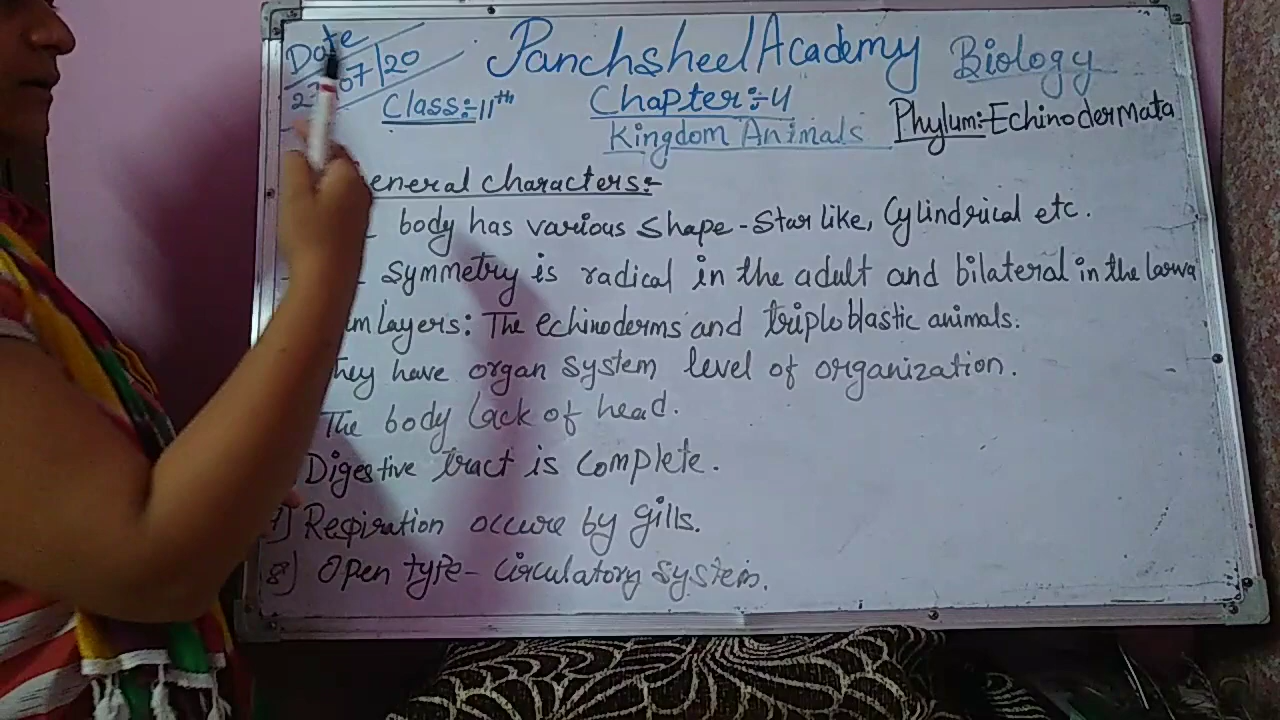 Date
07/20
Panchsheel Academy Biology
Class:-11th
Chapter:-4
Kingdom Animals
Phylum:-Echinodermata
eneral characters:-
body has various shape-Star like, Cylindrical etc.
Symmetry is radical in the adult and bilateral in the larva
m layers: The echinoderms and triploblastic animals.
They have organ system level of organization.
The body lack of head.
Digestive tract is complete.
7) Respiration occure by gills.
8) Open type-circulatory system.